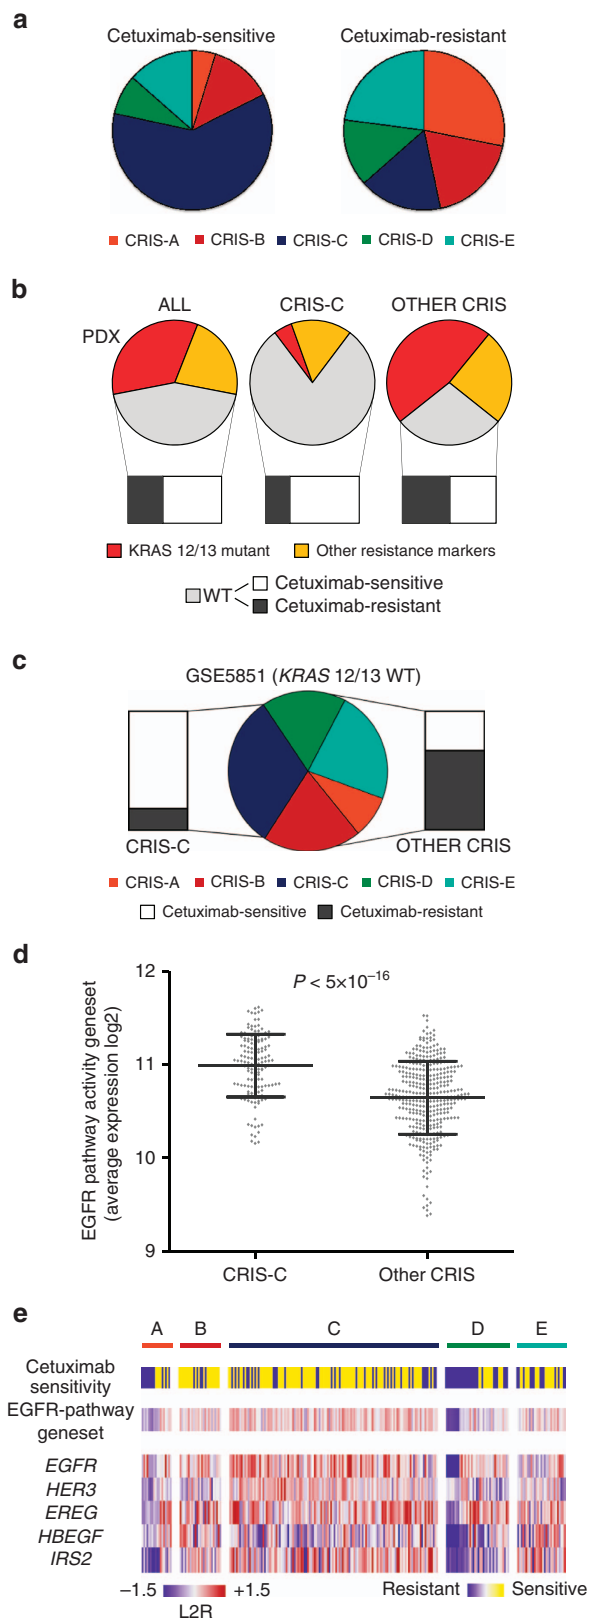 a
Cetuximab-sensitive
Cetuximab-resistant
CRIS-A CRIS-B CRIS-C CRIS-D CRIS-E
b
ALL CRIS-C OTHER CRIS
PDX
KRAS 12/13 mutant
Other resistance markers
WT
Cetuximab-sensitive
Cetuximab-resistant
c
GSE5851 (KRAS 12/13 WT)
CRIS-C
OTHER CRIS
CRIS-A CRIS-B CRIS-C CRIS-D CRIS-E
Cetuximab-sensitive Cetuximab-resistant
d
EGFR pathway activity geneset
(average expression log2)
12
11
10
9
P < 5×10⁻¹⁶
CRIS-C
Other CRIS
e
A B C D E
Cetuximab
sensitivity
EGFR-pathway
geneset
EGFR
HER3
EREG
HBEGF
IRS2
−1.5 +1.5
L2R
Resistant Sensitive